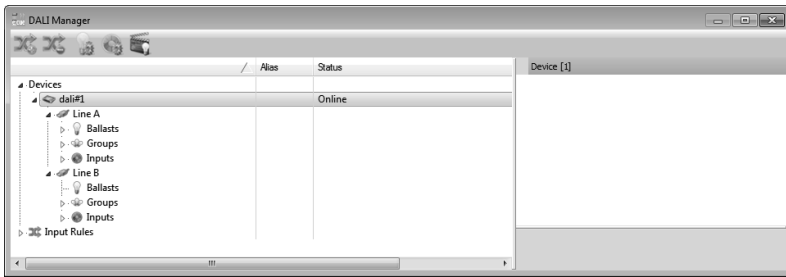 DALI Manager
Alias Status
Device [1]
Devices
dali#1 Online
Line A
Ballasts
Groups
Inputs
Line B
Ballasts
Groups
Inputs
Input Rules